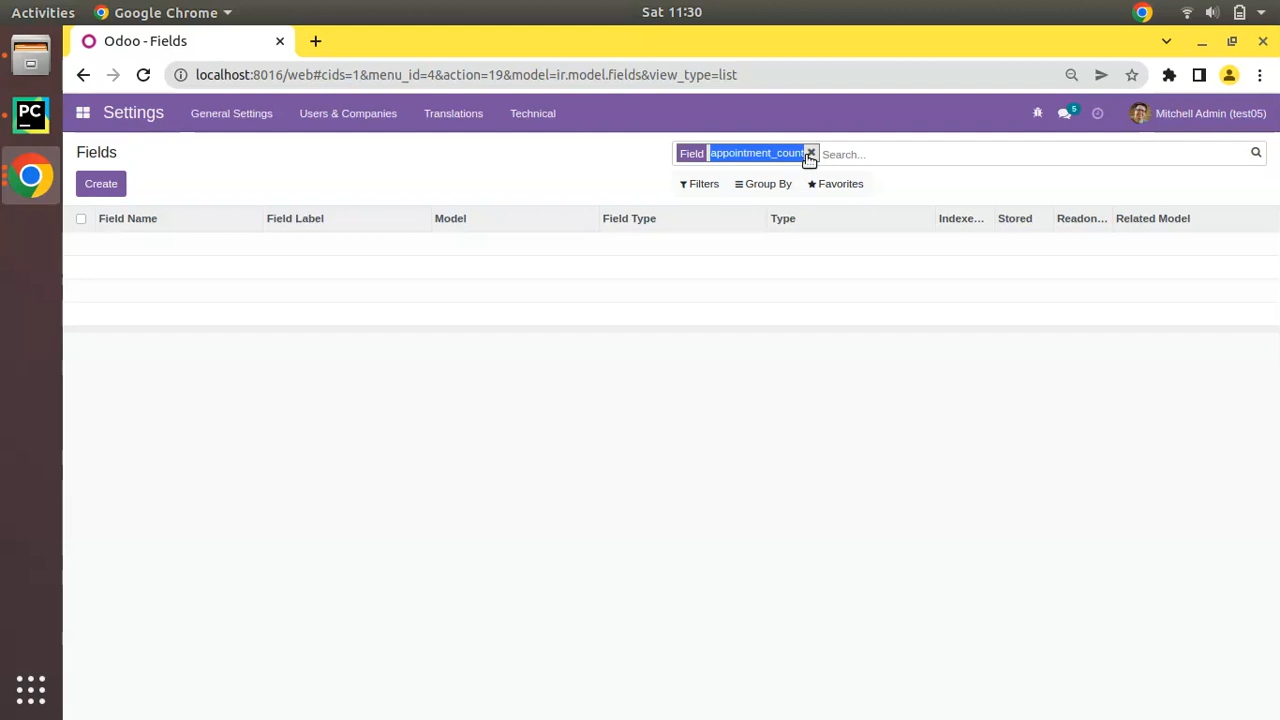 Activities Google Chrome Sat 11:30
Odoo - Fields
localhost:8016/web#cids=1&menu_id=4&action=19&model=ir.model.fields&view_type=list
Settings General Settings Users & Companies Translations Technical 5 Mitchell Admin (test05)
Fields Field appointment_count Search...
Create Filters Group By Favorites
Field Name Field Label Model Field Type Type Indexe... Stored Readon... Related Model
PC